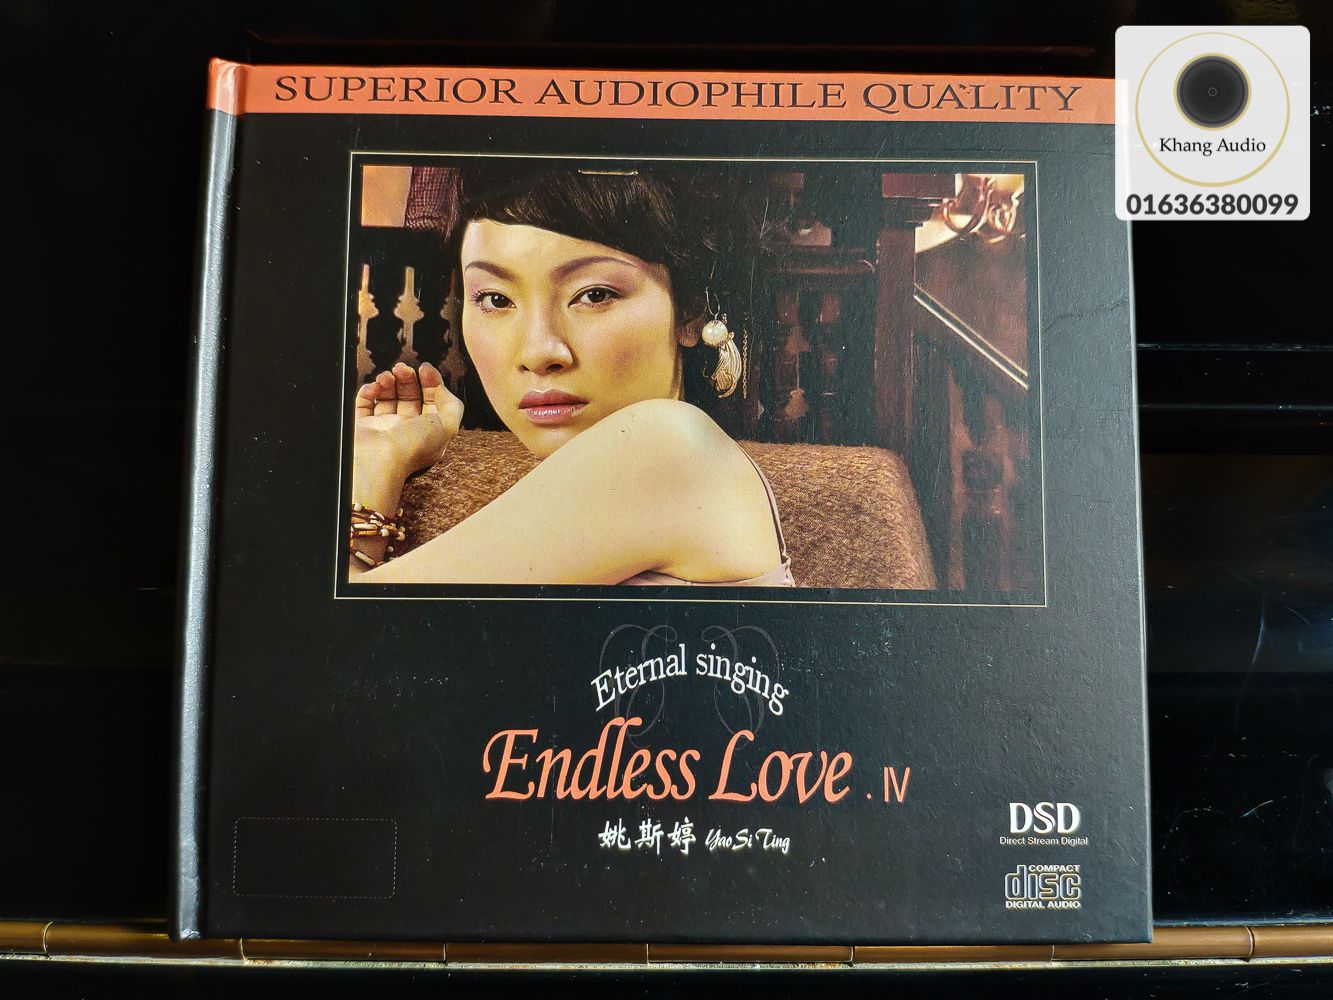 SUPERIOR AUDIOPHILE QUALITY
Khang Audio
01636380099
Eternal singing
Endless Love . IV
姚斯婷 Yao Si Ting
DSD
Direct Stream Digital
COMPACT
disc
DIGITAL AUDIO